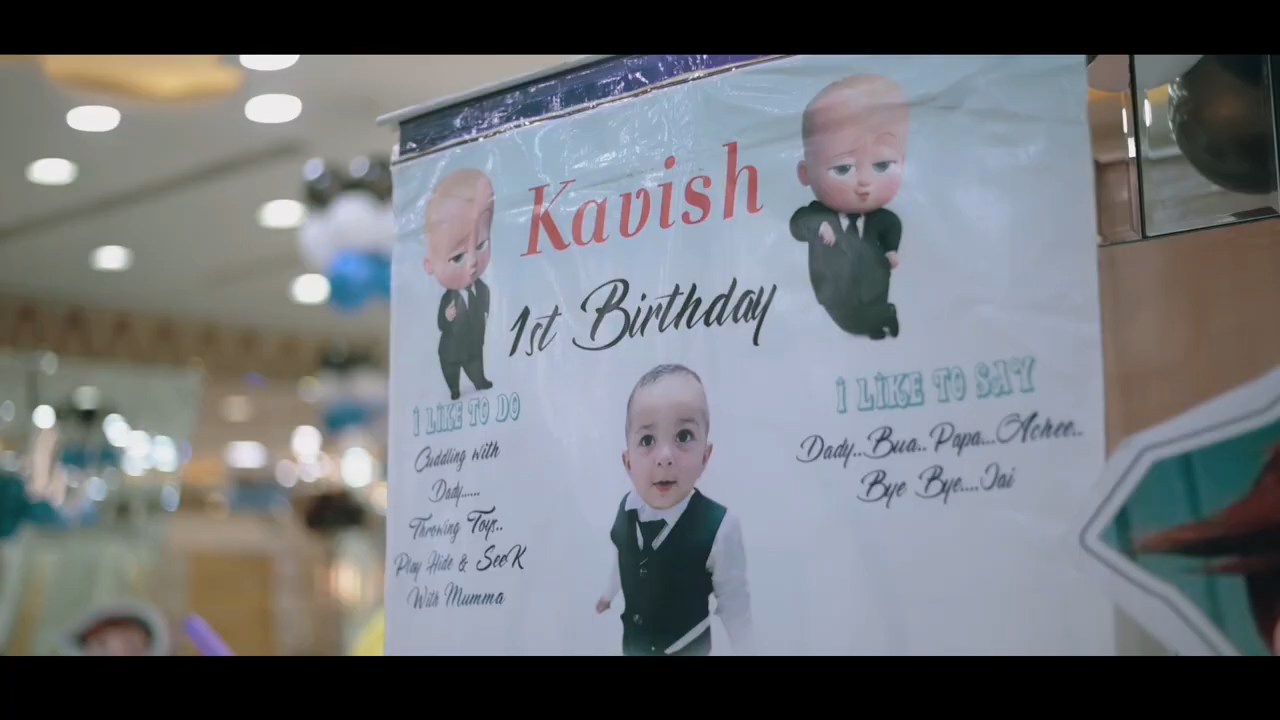 Kavish
1st Birthday
I LIKE TO DO
Cuddling with
Dady......
Throwing Toys..
Play Hide & SeeK
With Mumma
I LIKE TO SAY
Dady..Bua..Papa...Achee..
Bye Bye....Jai